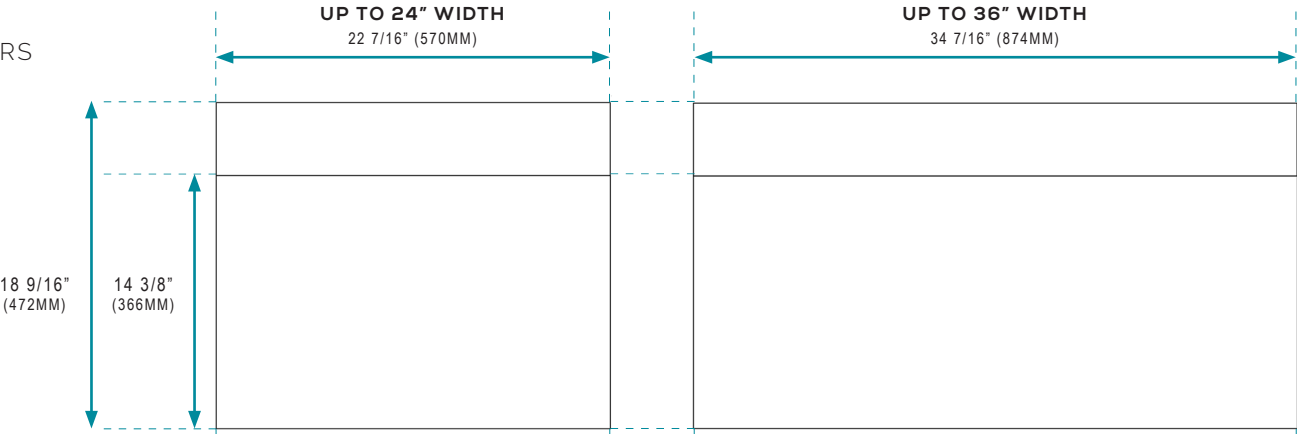 UP TO 24” WIDTH
22 7/16” (570MM)
UP TO 36” WIDTH
34 7/16” (874MM)
RS
18 9/16”
(472MM)
14 3/8”
(366MM)